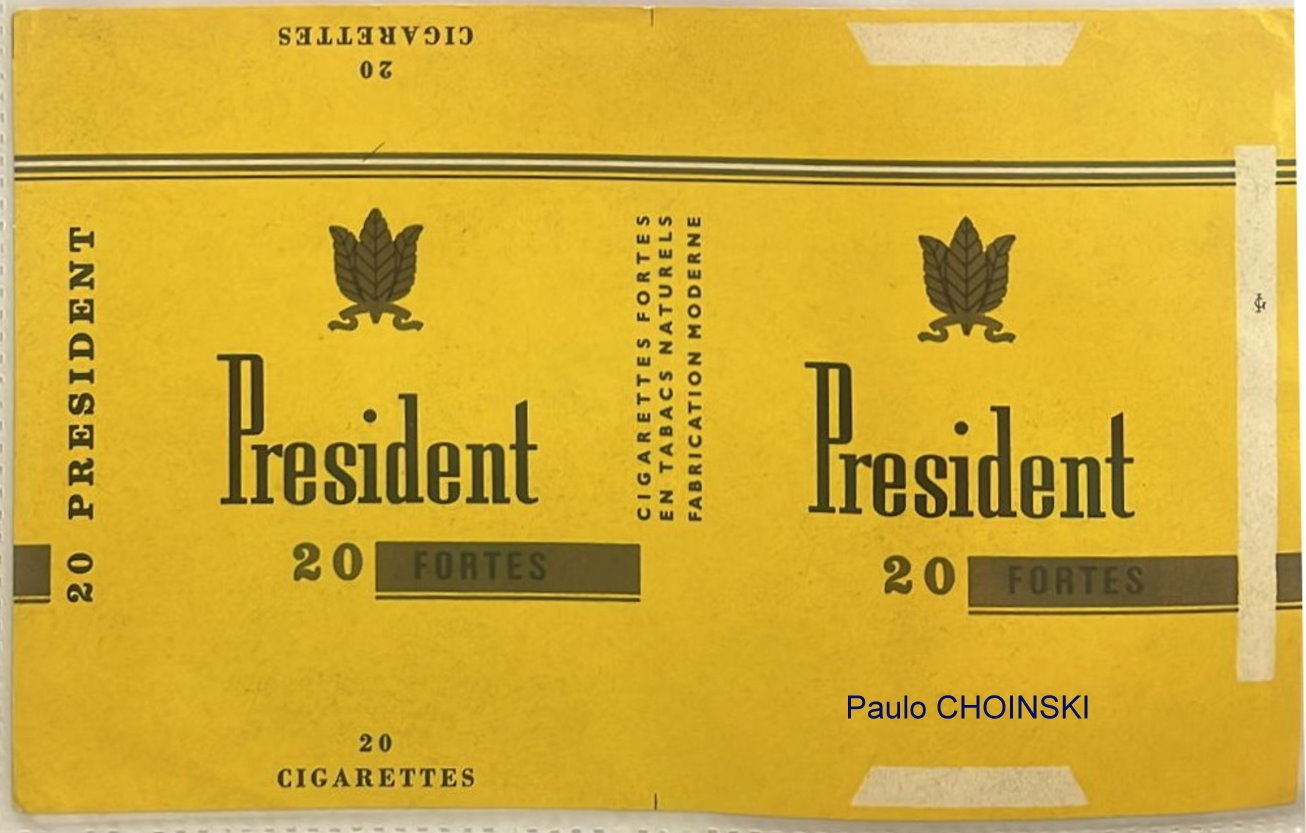 CIGARETTES
20
20 PRESIDENT
President
20 FORTES
20
CIGARETTES
CIGARETTES FORTES
EN TABACS NATURELS
FABRICATION MODERNE
President
20 FORTES
Paulo CHOINSKI